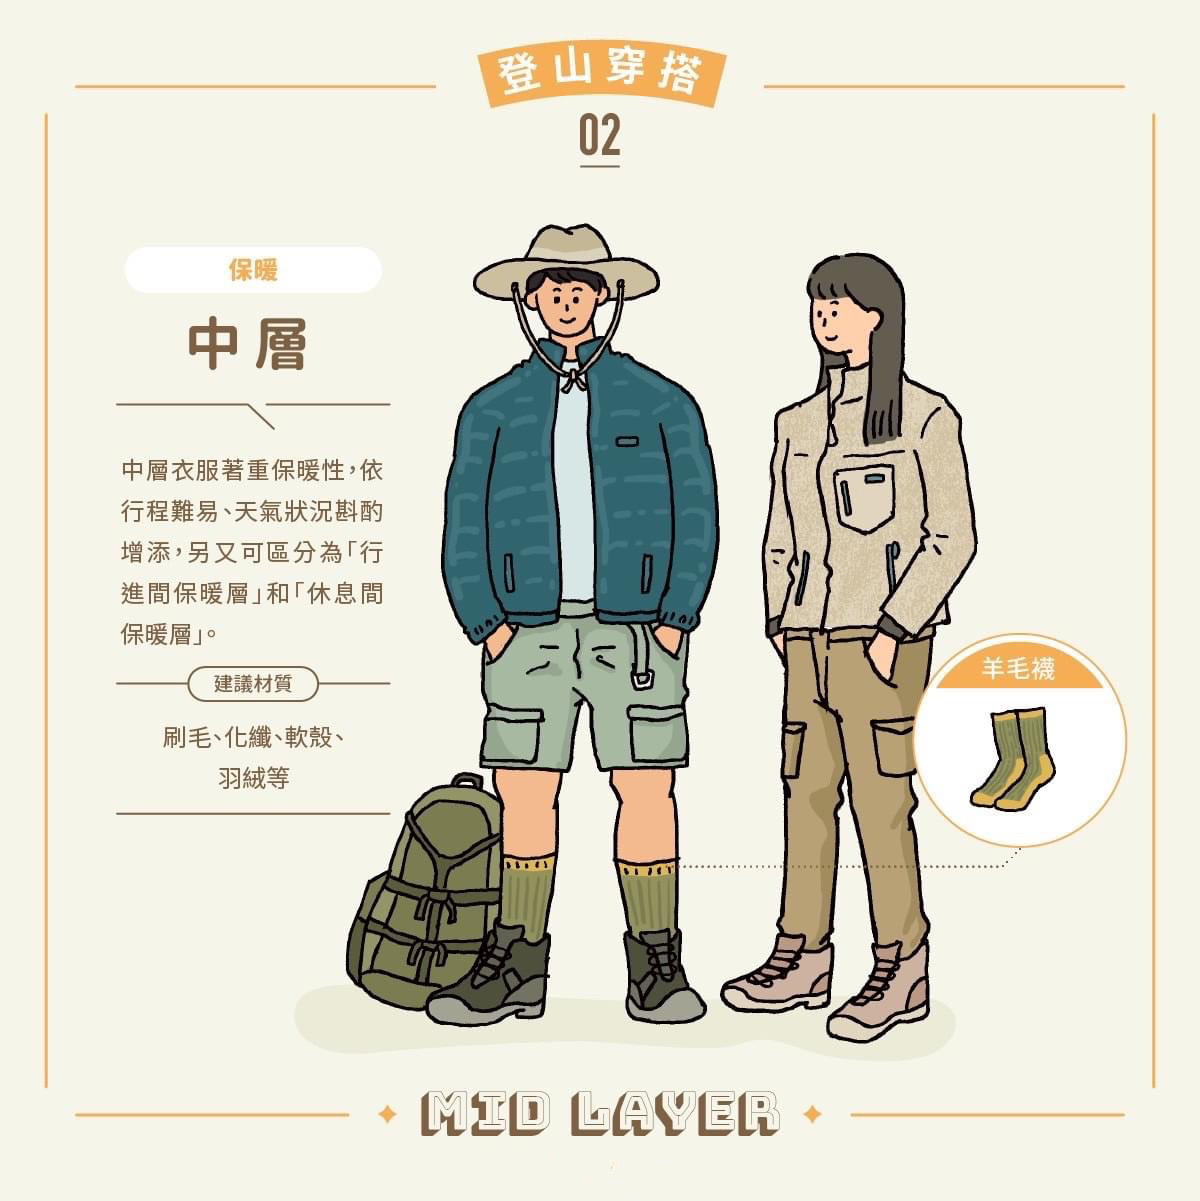 登山穿搭
02
保暖
中層
中層衣服著重保暖性，依
行程難易、天氣狀況斟酌
增添，另又可區分為「行
進間保暖層」和「休息間
保暖層」。
建議材質
刷毛、化纖、軟殼、
羽絨等
羊毛襪
MID LAYER